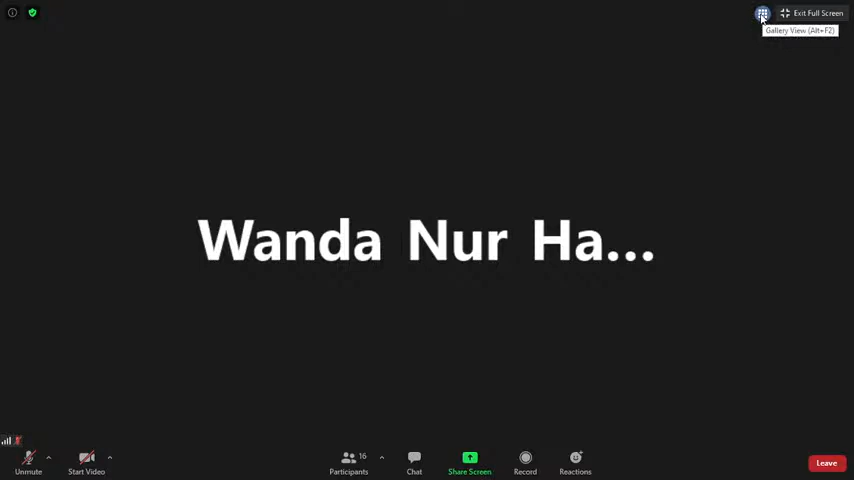 Exit Full Screen
Gallery View (Alt+F2)
Wanda Nur Ha...
16
Unmute
Start Video
Participants
Chat
Share Screen
Record
Reactions
Leave